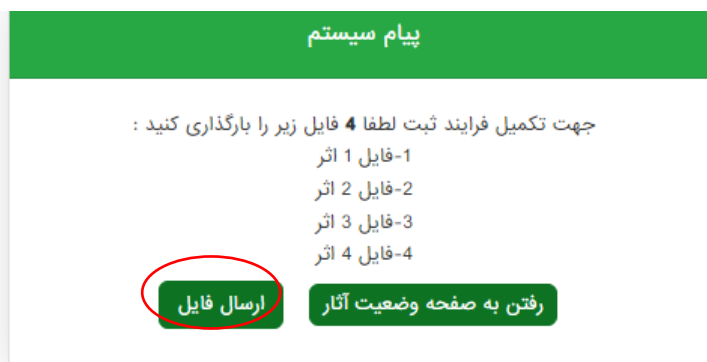 پیام سیستم
جهت تکمیل فرایند ثبت لطفا 4 فایل زیر را بارگذاری کنید :
1-فایل 1 اثر
2-فایل 2 اثر
3-فایل 3 اثر
4-فایل 4 اثر
رفتن به صفحه وضعیت آثار
ارسال فایل